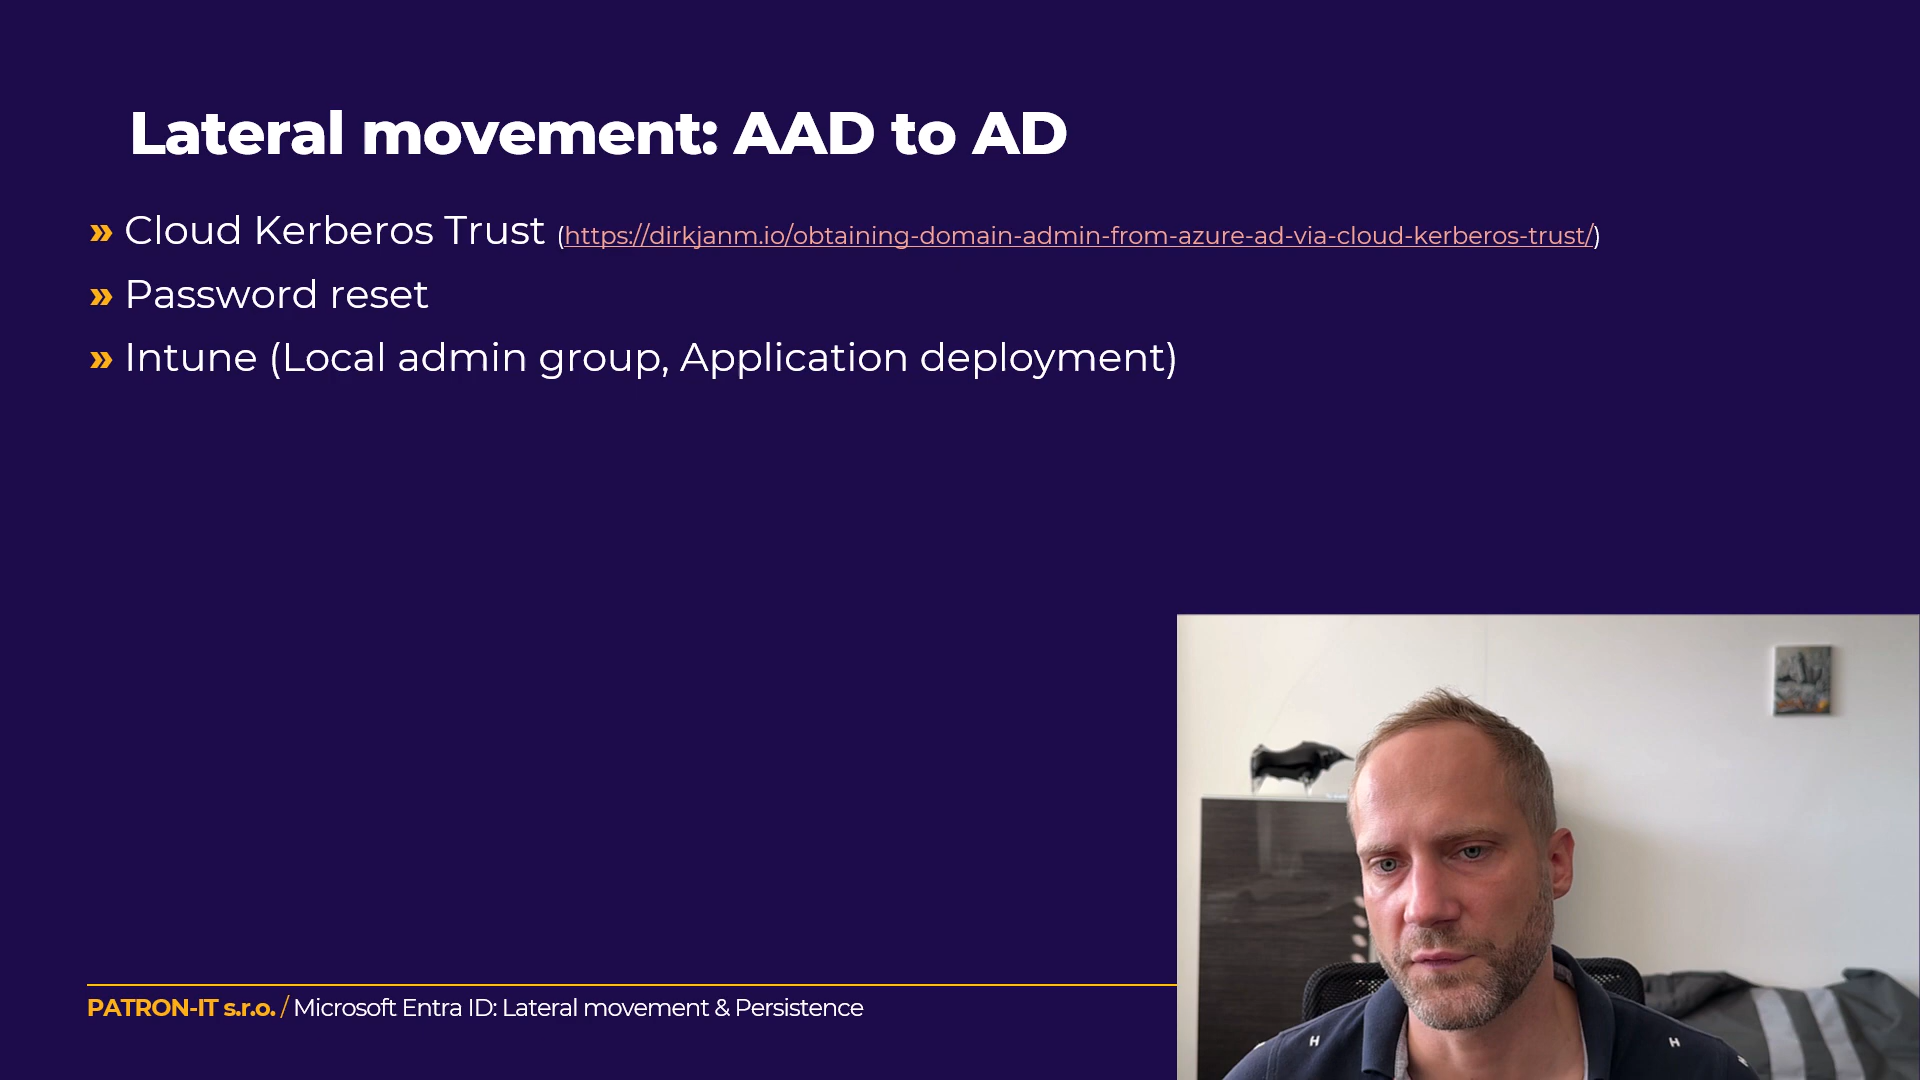 Lateral movement: AAD to AD
» Cloud Kerberos Trust (https://dirkjanm.io/obtaining-domain-admin-from-azure-ad-via-cloud-kerberos-trust/)
» Password reset
» Intune (Local admin group, Application deployment)
PATRON-IT s.r.o. / Microsoft Entra ID: Lateral movement & Persistence
H
H